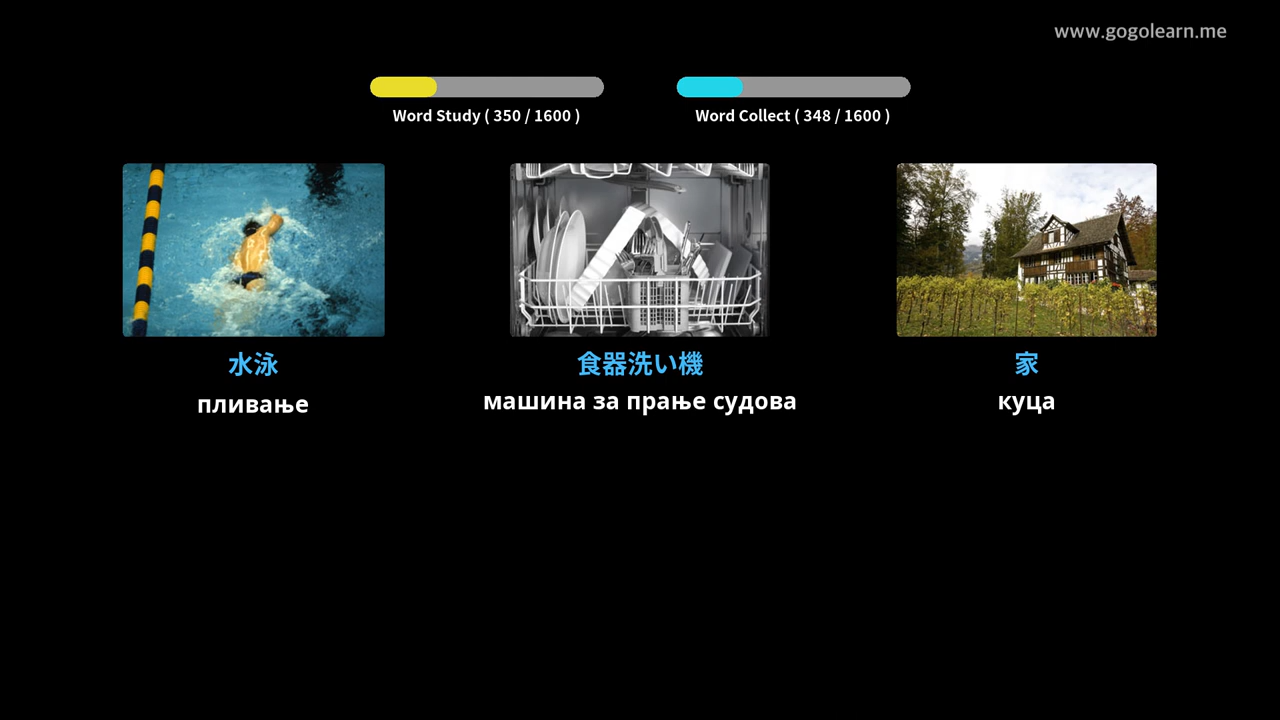 www.gogolearn.me
Word Study ( 350 / 1600 )
Word Collect ( 348 / 1600 )
水泳
食器洗い機
家
пливање
машина за прање судова
куца